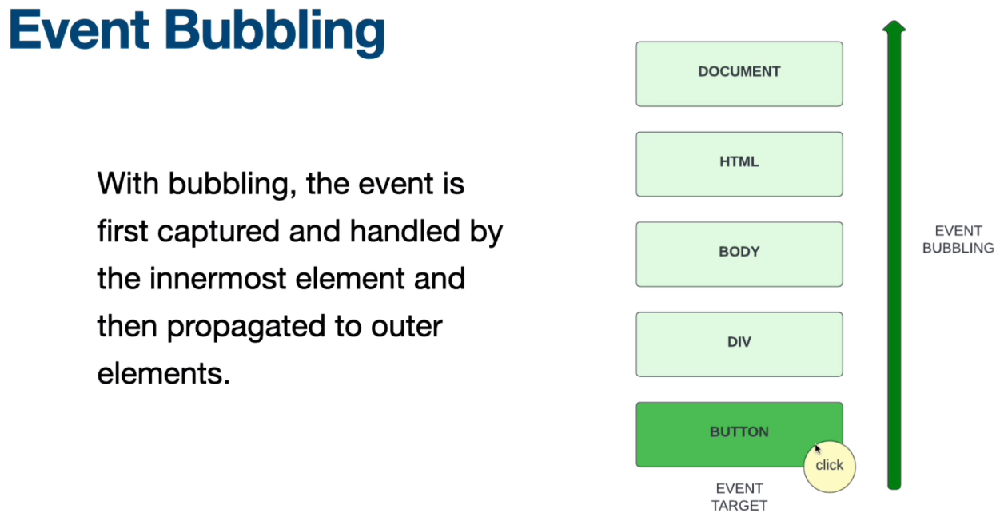 Event Bubbling
With bubbling, the event is
first captured and handled by
the innermost element and
then propagated to outer
elements.
DOCUMENT
HTML
BODY
DIV
BUTTON
click
EVENT
TARGET
EVENT
BUBBLING